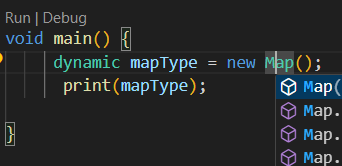 Run | Debug
void main() {
dynamic mapType = new Map();
print(mapType);
Map(
Map.
Map.
Map.
}